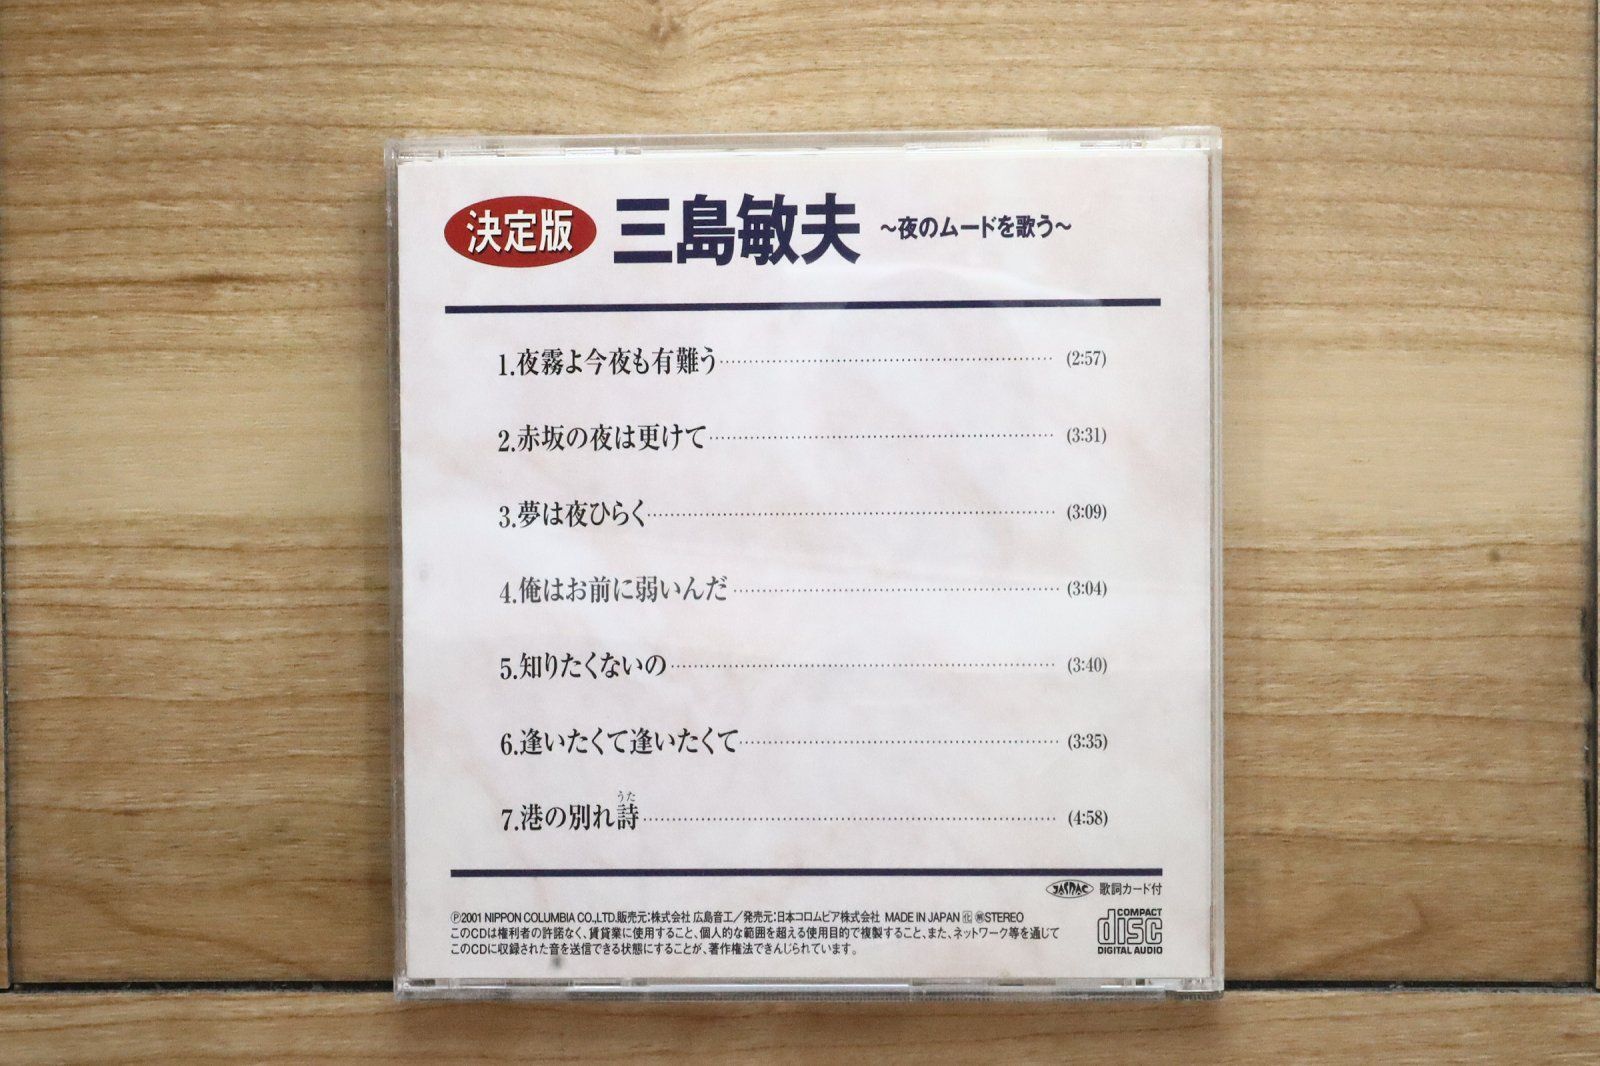 決定版 三島敏夫 ～夜のムードを歌う～
1.夜霧よ今夜も有難う (2:57)
2.赤坂の夜は更けて (3:31)
3.夢は夜ひらく (3:09)
4.俺はお前に弱いんだ (3:04)
5.知りたくないの (3:40)
6.逢いたくて逢いたくて (3:35)
うた
7.港の別れ詩 (4:58)
JASRAC 歌詞カード付
Ⓟ2001 NIPPON COLUMBIA CO.,LTD.販売元:株式会社 広島音工/発売元:日本コロムビア株式会社 MADE IN JAPAN STEREO
このCDは権利者の許諾なく、賃貸業に使用すること、個人的な範囲を超える使用目的で複製すること、また、ネットワーク等を通じて
このCDに収録された音を送信できる状態にすることが、著作権法できんじられています。
COMPACT
disc
DIGITAL AUDIO